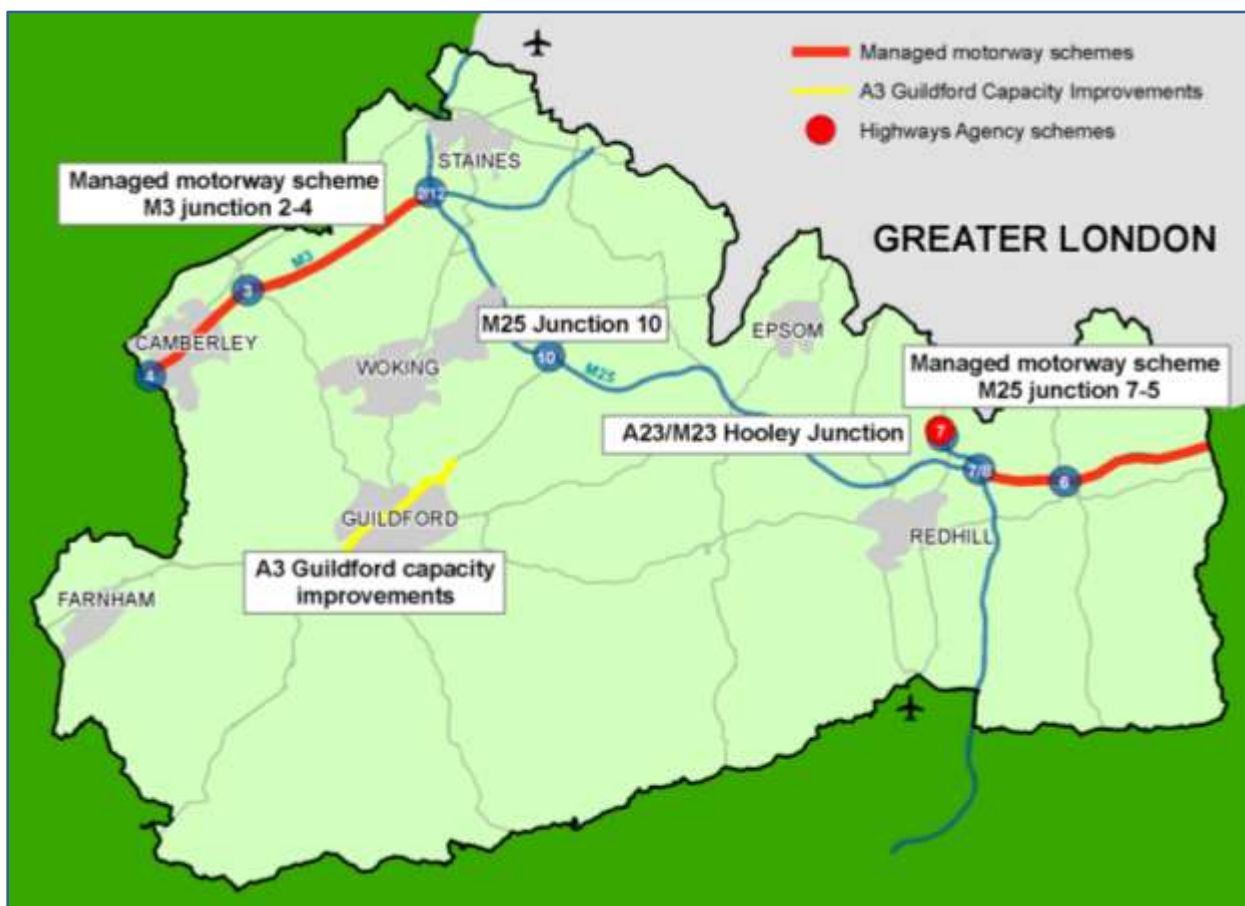 Managed motorway schemes
A3 Guildford Capacity Improvements
Highways Agency schemes
STAINES
Managed motorway scheme
M3 junction 2-4
2/12
GREATER LONDON
M3
3
M25 Junction 10
EPSOM
CAMBERLEY
10
Managed motorway scheme
M25 junction 7-5
4
WOKING
M25
A23/M23 Hooley Junction
7
7/8
6
GUILDFORD
REDHILL
A3 Guildford capacity
improvements
FARNHAM